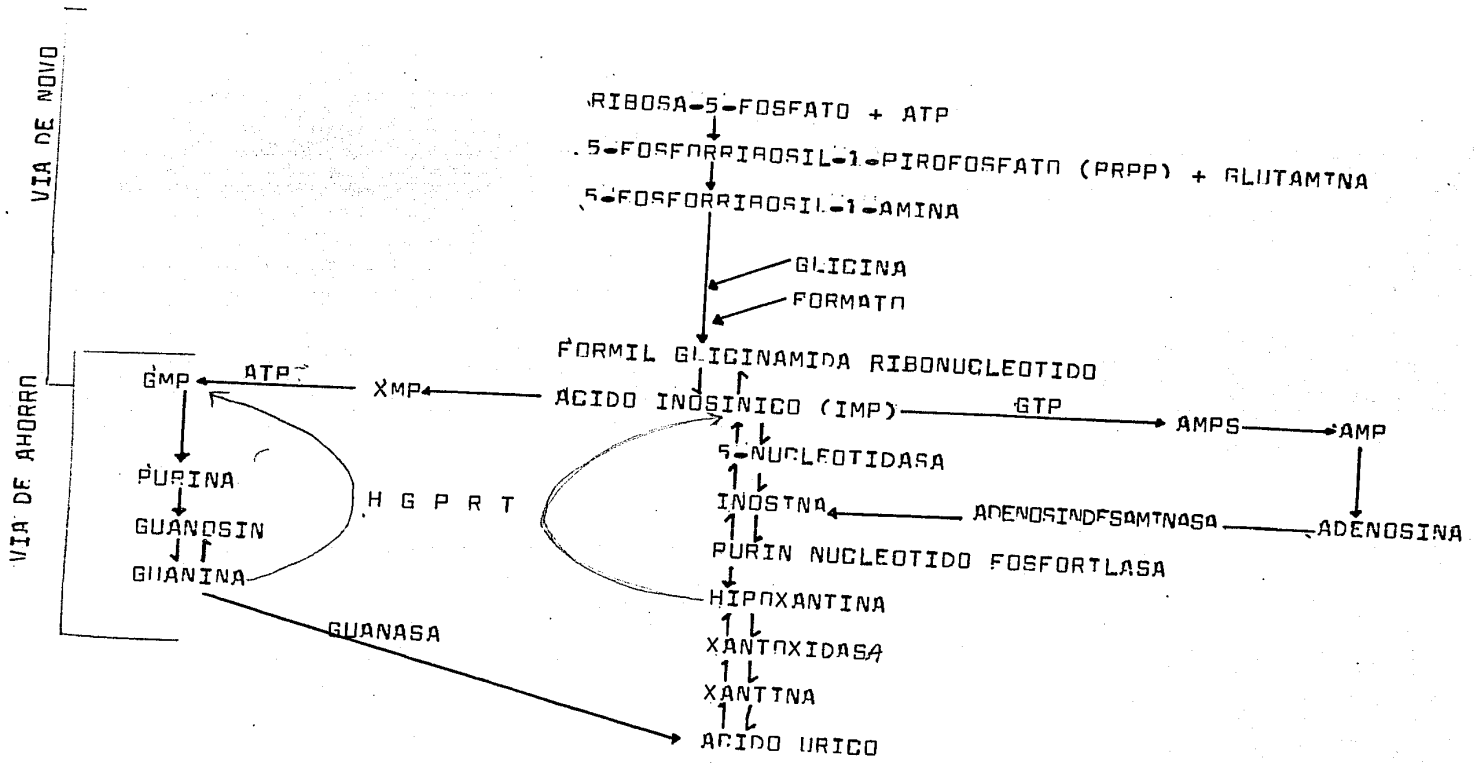 VIA DE NOVO
RIBOSA-5-FOSFATO + ATP
5-FOSFORRIBOSIL-1-PIROFOSFATO (PRPP) + GLUTAMINA
5-FOSFORRIBOSIL-1-AMINA
GLICINA
FORMATO
FORMIL GLICINAMIDA RIBONUCLEOTIDO
VIA DE AHORRO
GMP
ATP
XMP
ACIDO INOSINICO (IMP)
GTP
AMPS
AMP
5-NUCLEOTIDASA
PURINA
H G P R T
INOSINA
ADENOSINDESAMINASA
ADENOSINA
GUANOSIN
PURIN NUCLEOTIDO FOSFORILASA
GUANINA
HIPOXANTINA
GUANASA
XANTOXIDASA
XANTINA
ACIDO URICO